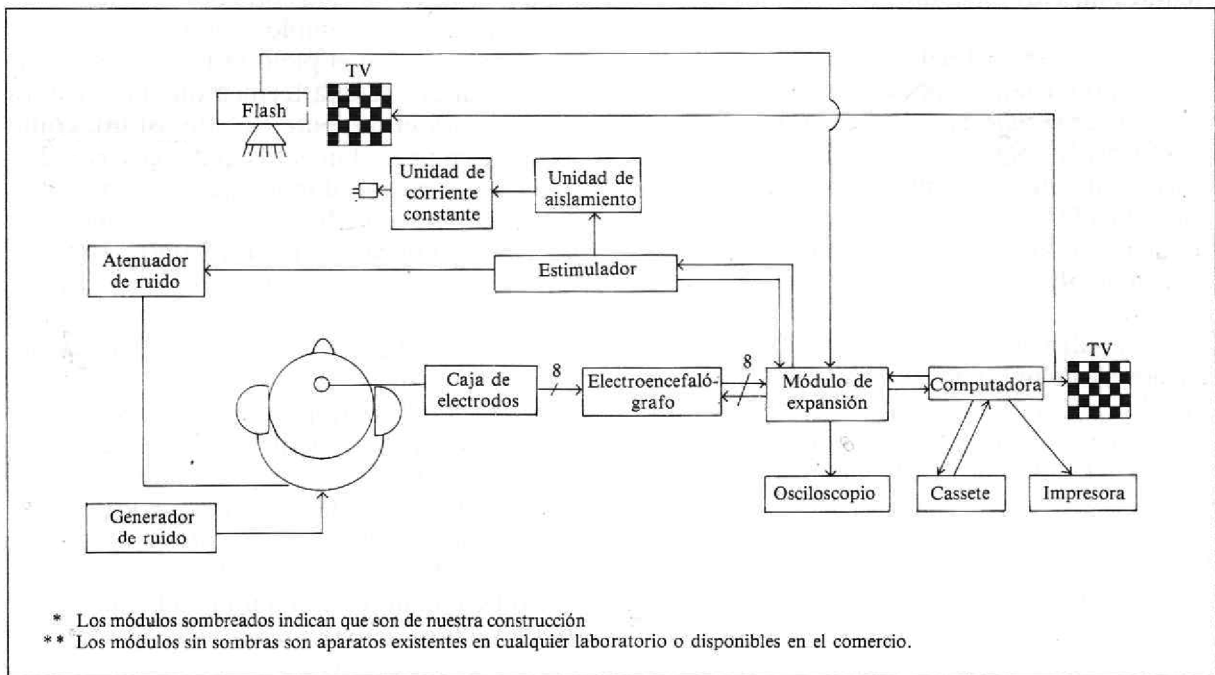 TV
Flash
Unidad de
corriente
constante
Unidad de
aislamiento
Atenuador
de ruido
Estimulador
Caja de
electrodos
8
Electroencefaló-
grafo
8
Módulo de
expansión
Computadora
TV
Osciloscopio
Cassete
Impresora
Generador
de ruido
* Los módulos sombreados indican que son de nuestra construcción
** Los módulos sin sombras son aparatos existentes en cualquier laboratorio o disponibles en el comercio.